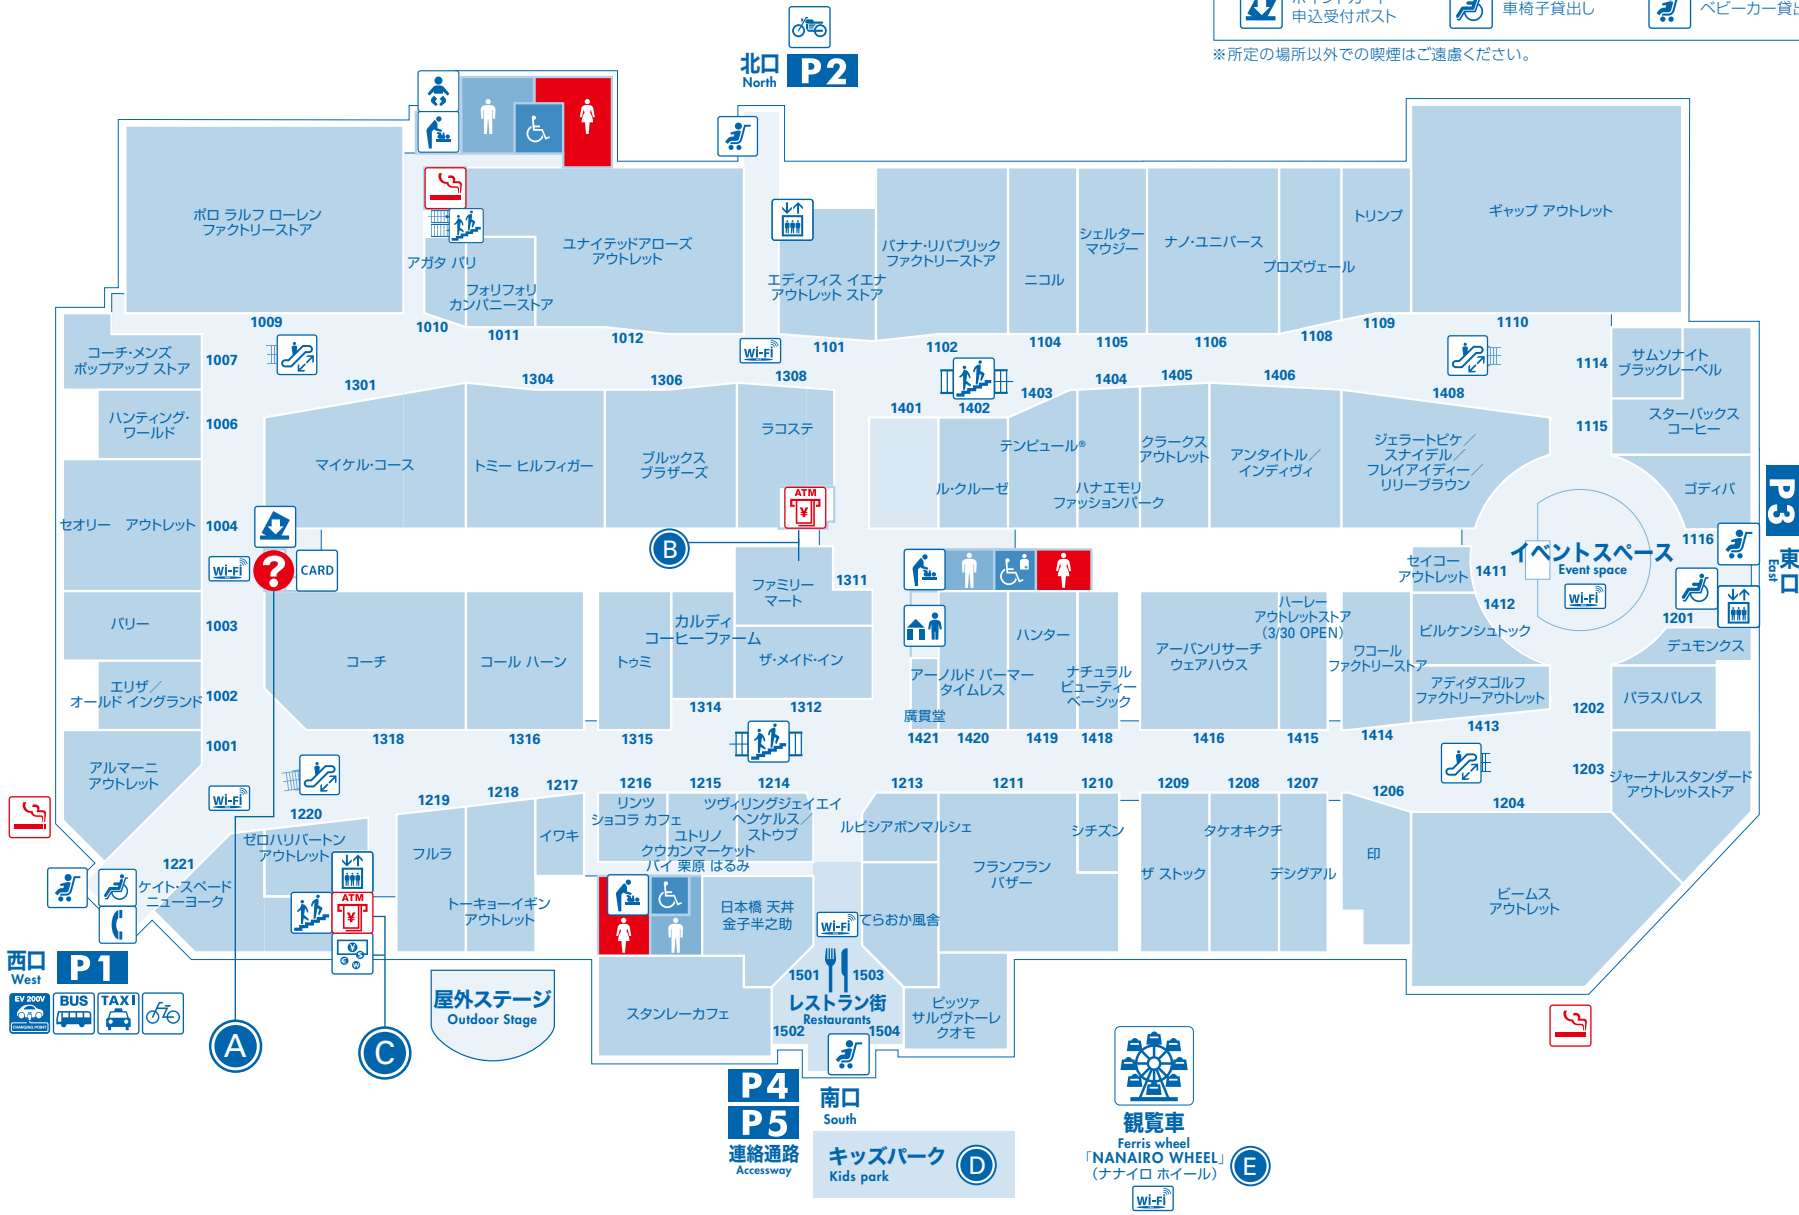 申込受付ポスト
車椅子貸出し
ベビーカー貸出
※所定の場所以外での喫煙はご遠慮ください。
北口
North
P2
ポロ ラルフ ローレン
ファクトリーストア
アガタ パリ
フォリフォリ
カンパニーストア
ユナイテッドアローズ
アウトレット
エディフィス イエナ
アウトレット ストア
バナナ・リパブリック
ファクトリーストア
ニコル
シェルター
マウジー
ナノ・ユニバース
プロズヴェール
トリンプ
ギャップ アウトレット
1009
1010
1011
1012
Wi-Fi
1101
1102
1104
1105
1106
1108
1109
1110
コーチ・メンズ
ポップアップ ストア
1007
ハンティング・
ワールド
1006
セオリー アウトレット
1004
バリー
1003
エリザ／
オールド イングランド
1002
アルマーニ
アウトレット
1001
1301
1304
1306
1308
マイケル・コース
トミー ヒルフィガー
ブルックス
ブラザーズ
ラコステ
ATM
¥
1401
1402
1403
1404
1405
1406
1408
ル・クルーゼ
テンピュール®
ハナエモリ
ファッションパーク
クラークス
アウトレット
アンタイトル／
インディヴィ
ジェラートピケ／
スナイデル／
フレイアイディー／
リリーブラウン
1114
サムソナイト
ブラックレーベル
1115
スターバックス
コーヒー
ゴディバ
1116
P3
東口
East
イベントスペース
Event space
Wi-Fi
Wi-Fi
?
CARD
B
ファミリー
マート
1311
カルディ
コーヒーファーム
ザ・メイド・イン
コーチ
コール ハーン
トゥミ
1318
1316
1315
1314
1312
アーノルド パーマー
タイムレス
廣貫堂
ハンター
ナチュラル
ビューティー
ベーシック
アーバンリサーチ
ウェアハウス
ハーレー
アウトレットストア
(3/30 OPEN)
ワコール
ファクトリーストア
セイコー
アウトレット
1411
1412
ビルケンシュトック
アディダスゴルフ
ファクトリーアウトレット
1421
1420
1419
1418
1416
1415
1414
1413
1201
デュモンクス
1202
パラスパレス
1203
ジャーナルスタンダード
アウトレットストア
Wi-Fi
1220
1219
1218
1217
1216
1215
1214
1213
1211
1210
1209
1208
1207
1206
1204
1221
ケイト・スペード
ニューヨーク
ゼロハリバートン
アウトレット
フルラ
トーキョーイギン
アウトレット
イワキ
リンツ
ショコラ カフェ
ユトリノ
クウカンマーケット
バイ 栗原 はるみ
ツヴィリングジェイエイ
ヘンケルス／
ストウブ
ルピシアボンマルシェ
フランフラン
バザー
シチズン
ザ ストック
タケオキクチ
デシグアル
印
ビームス
アウトレット
ATM
¥
日本橋 天丼
金子半之助
Wi-Fi
てらおか風舎
1501
1503
レストラン街
Restaurants
1502
1504
スタンレーカフェ
ピッツァ
サルヴァトーレ
クオモ
西口
West
P1
EV 200V
CHARGING POINT
BUS
TAXI
A
C
屋外ステージ
Outdoor Stage
P4
P5
連絡通路
Accessway
南口
South
キッズパーク
Kids park
D
観覧車
Ferris wheel
「NANAIRO WHEEL」
(ナナイロ ホイール)
E
Wi-Fi